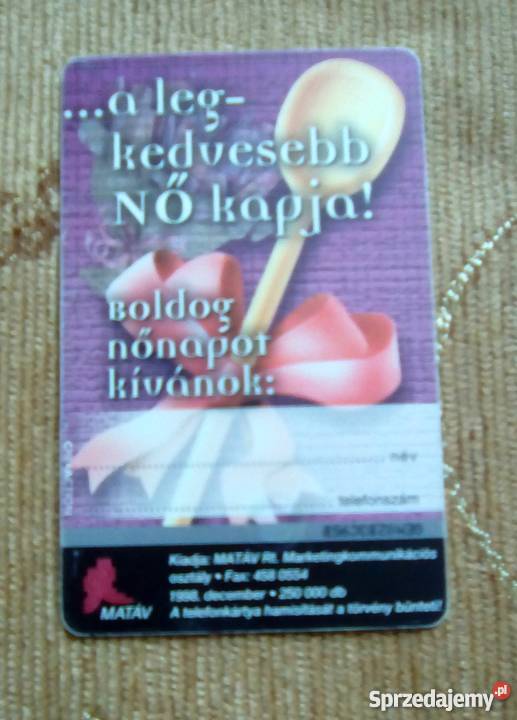 ...a leg-
kedvesebb
NŐ kapja!
Boldog
nőnapot
kívánok:
név
telefonszám
Kiadja: MATÁV Rt. Marketingkommunikációs
osztály • Fax: 458 0554
1998. december • 250 000 db
A telefonkártya hamisítását a törvény bünteti!
MATÁV
Sprzedajemy.pl